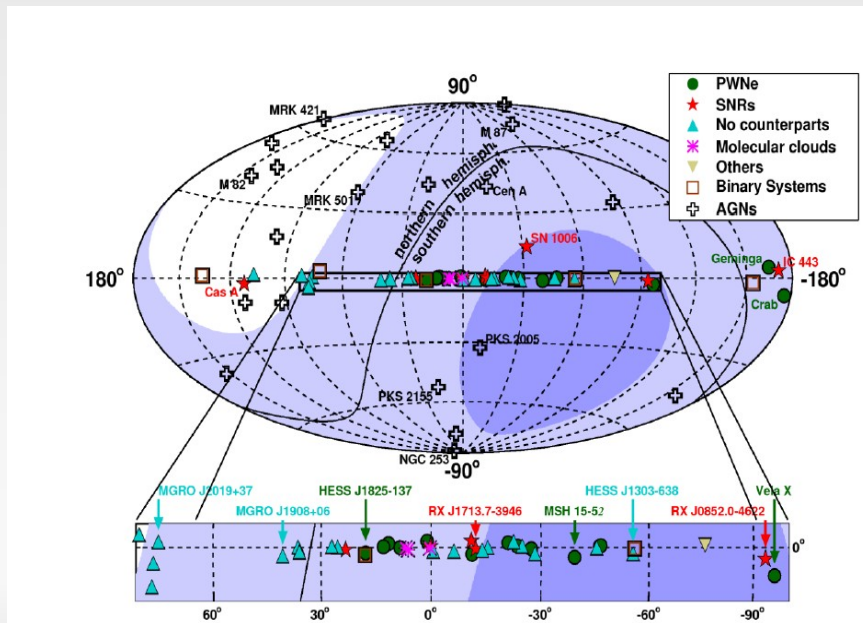 90°
PWNe
SNRs
No counterparts
Molecular clouds
Others
Binary Systems
AGNs
MRK 421
M 87
M 82
MRK 501
northern hemisph.
southern hemisph.
Cen A
SN 1006
Geminga
IC 443
180°
-180°
Cas A
Crab
PKS 2005
PKS 2155
NGC 253
-90°
MGRO J2019+37
HESS J1825-137
HESS J1303-638
Vela X
MGRO J1908+06
RX J1713.7-3946
MSH 15-52
RX J0852.0-4622
0°
60°
30°
0°
-30°
-60°
-90°